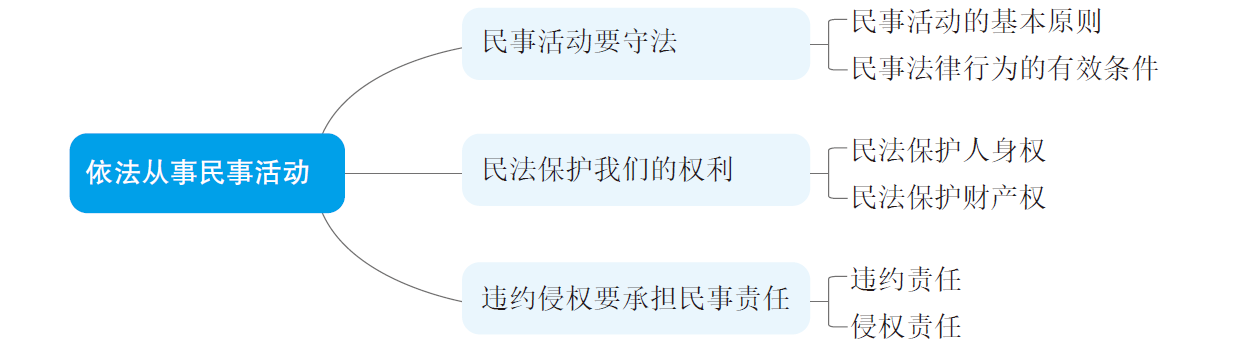 依法从事民事活动
民事活动要守法
民事活动的基本原则
民事法律行为的有效条件
民法保护我们的权利
民法保护人身权
民法保护财产权
违约侵权要承担民事责任
违约责任
侵权责任